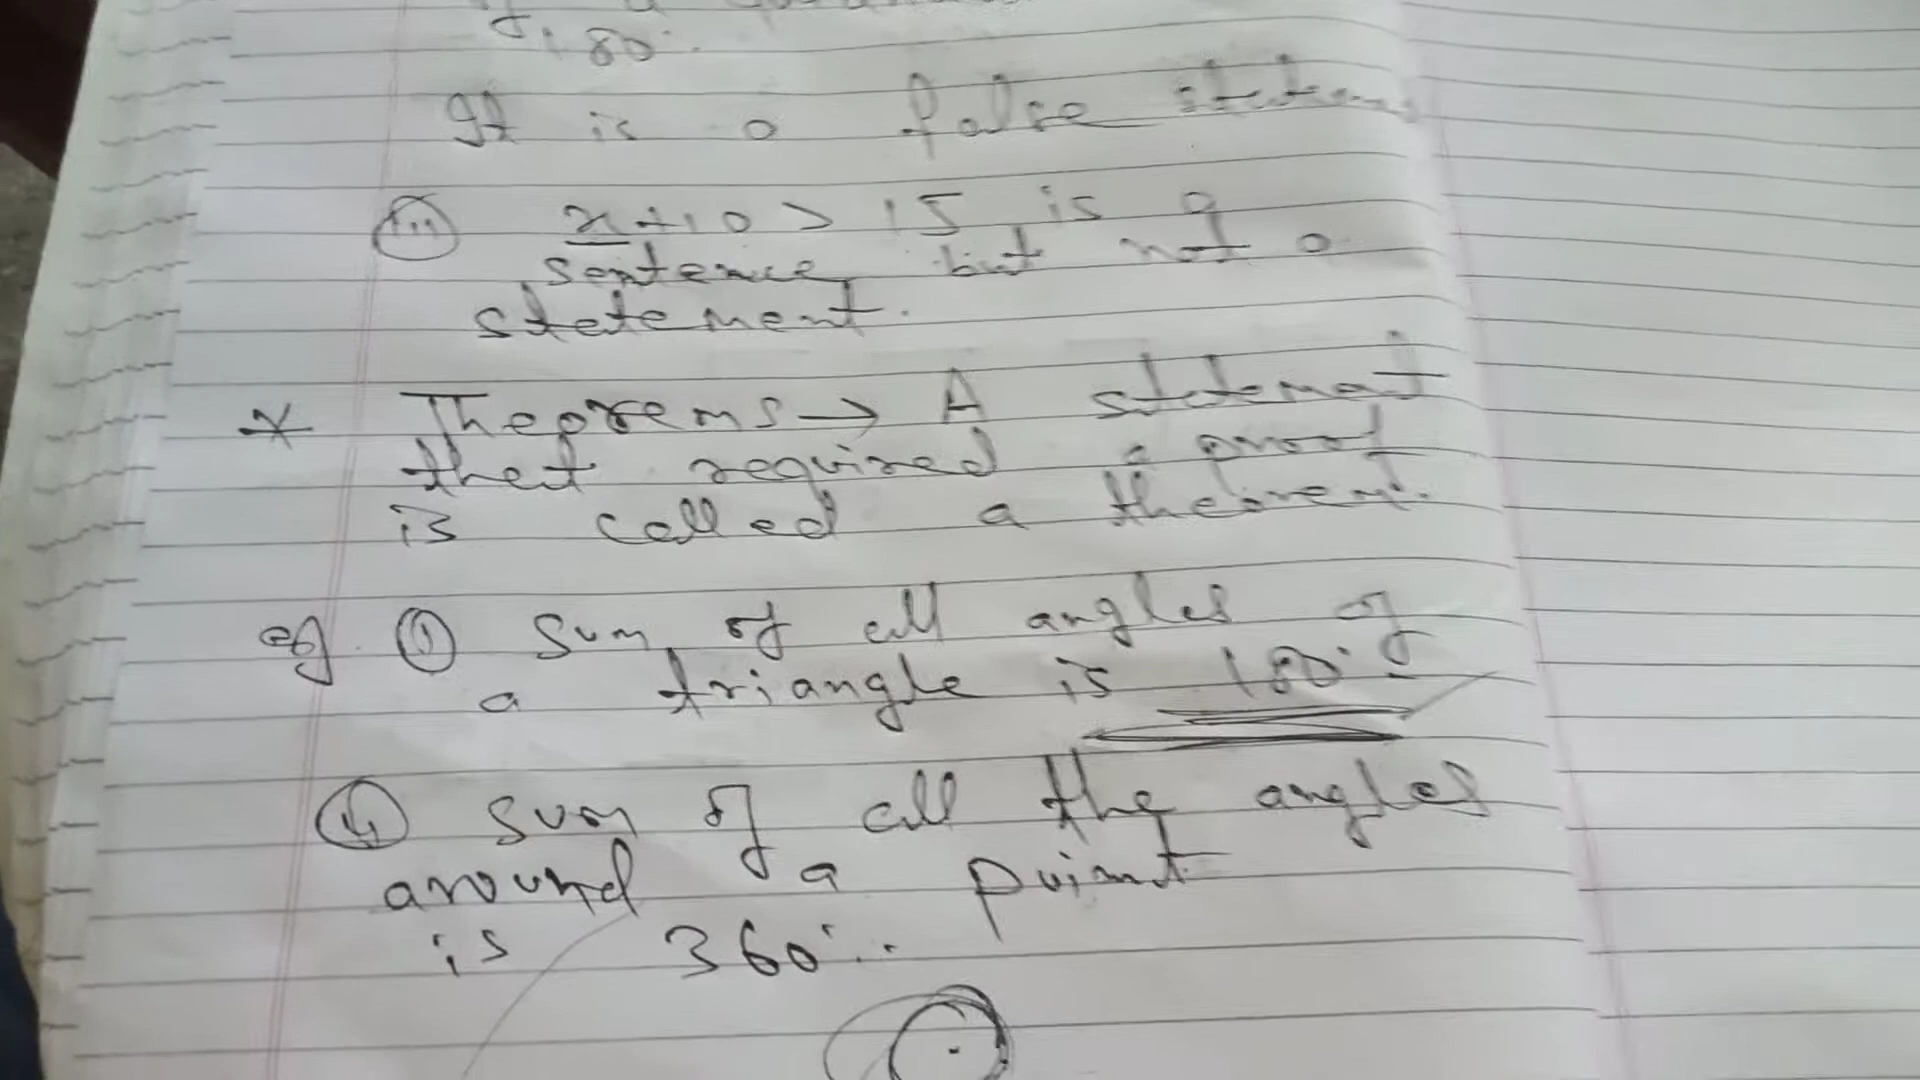 of a
180°.
It is a false
(iii) x+10 > 15 is a
sentence but not a
statement.
* Theorems → A statement
that required a proof
is called a theorem.
eg. (i) Sum of all angles of
a triangle is 180°.
(ii) Sum of all the angles
around a point
is 360°.